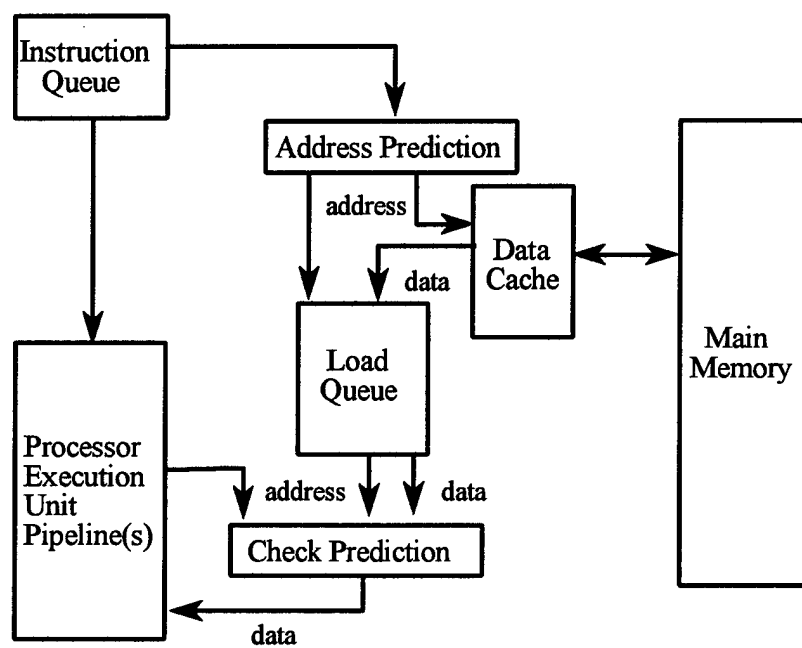 Instruction
Queue
Address Prediction
address
Data
Cache
data
Main
Memory
Load
Queue
Processor
Execution
Unit
Pipeline(s)
address
data
Check Prediction
data